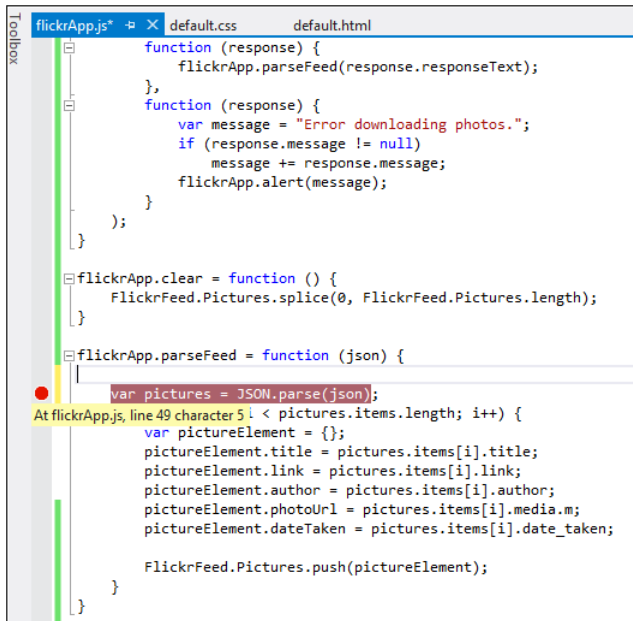 Toolbox
flickrApp.js* default.css default.html
function (response) {
flickrApp.parseFeed(response.responseText);
},
function (response) {
var message = "Error downloading photos.";
if (response.message != null)
message += response.message;
flickrApp.alert(message);
}
);
}
flickrApp.clear = function () {
FlickrFeed.Pictures.splice(0, FlickrFeed.Pictures.length);
}
flickrApp.parseFeed = function (json) {
var pictures = JSON.parse(json);
At flickrApp.js, line 49 character 5 < pictures.items.length; i++) {
var pictureElement = {};
pictureElement.title = pictures.items[i].title;
pictureElement.link = pictures.items[i].link;
pictureElement.author = pictures.items[i].author;
pictureElement.photoUrl = pictures.items[i].media.m;
pictureElement.dateTaken = pictures.items[i].date_taken;
FlickrFeed.Pictures.push(pictureElement);
}
}